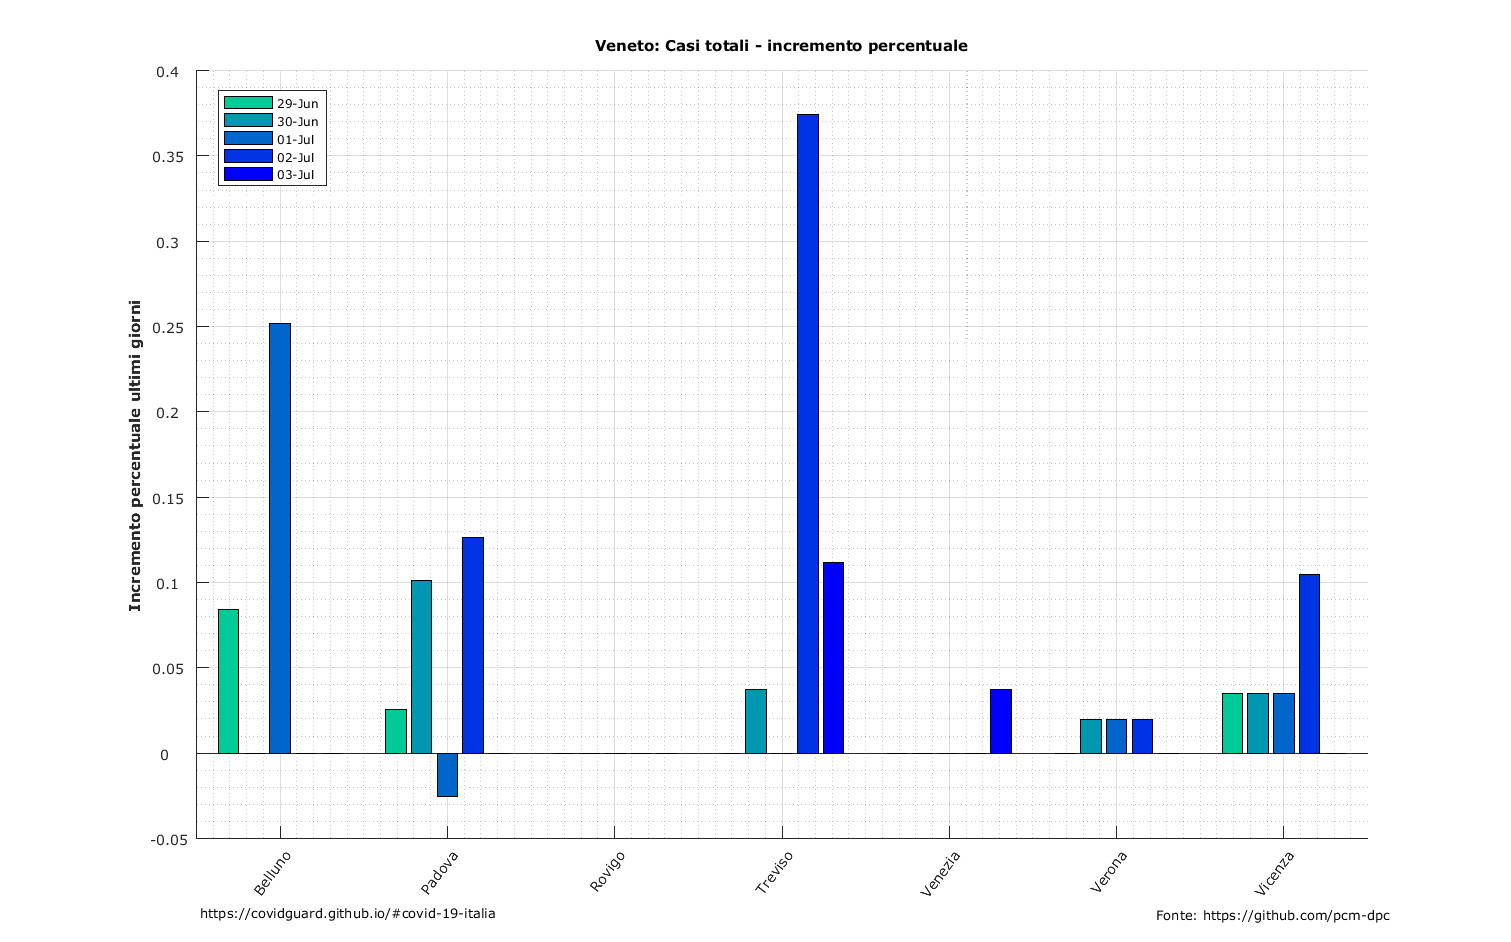 Veneto: Casi totali - incremento percentuale
0.4
0.35
0.3
0.25
0.2
0.15
0.1
0.05
0
-0.05
Incremento percentuale ultimi giorni
29-Jun
30-Jun
01-Jul
02-Jul
03-Jul
Belluno
Padova
Rovigo
Treviso
Venezia
Verona
Vicenza
https://covidguard.github.io/#covid-19-italia
Fonte: https://github.com/pcm-dpc